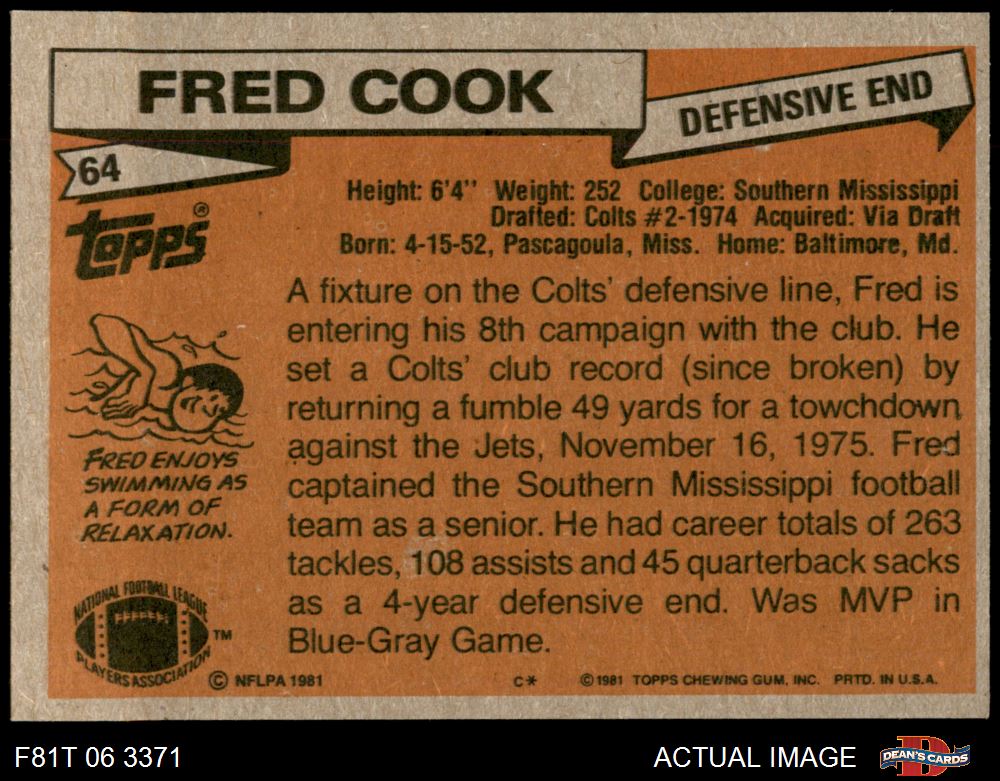 FRED COOK
DEFENSIVE END
64
Topps®
Height: 6'4" Weight: 252 College: Southern Mississippi
Drafted: Colts #2-1974 Acquired: Via Draft
Born: 4-15-52, Pascagoula, Miss. Home: Baltimore, Md.
A fixture on the Colts' defensive line, Fred is
entering his 8th campaign with the club. He
set a Colts' club record (since broken) by
returning a fumble 49 yards for a towchdown,
against the Jets, November 16, 1975. Fred
captained the Southern Mississippi football
team as a senior. He had career totals of 263
tackles, 108 assists and 45 quarterback sacks
as a 4-year defensive end. Was MVP in
Blue-Gray Game.
FRED ENJOYS
SWIMMING AS
A FORM OF
RELAXATION.
NATIONAL FOOTBALL LEAGUE
PLAYERS ASSOCIATION
TM
© NFLPA 1981
C*
© 1981 TOPPS CHEWING GUM, INC. PRTD. IN U.S.A.
F81T 06 3371
ACTUAL IMAGE
D
DEAN'S CARDS